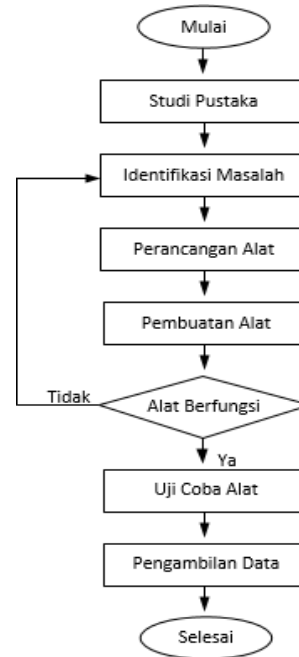 Mulai
Studi Pustaka
Identifikasi Masalah
Perancangan Alat
Pembuatan Alat
Tidak
Alat Berfungsi
Ya
Uji Coba Alat
Pengambilan Data
Selesai